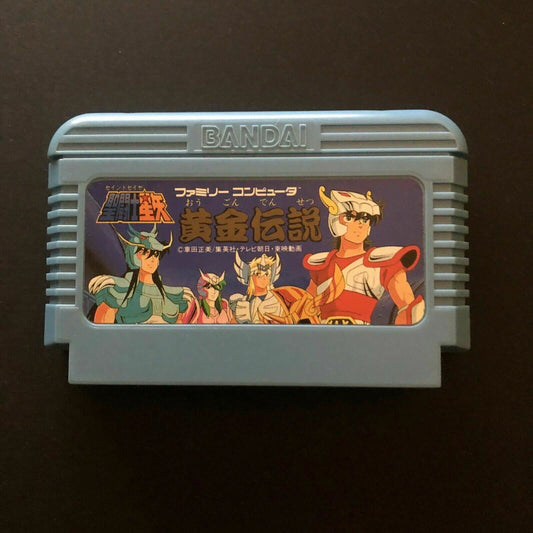 BANDAI
セイントセイヤ
聖闘士星矢
ファミリー コンピュータ™
おう ごん でん せつ
黄金伝説
©車田正美/集英社・テレビ朝日・東映動画